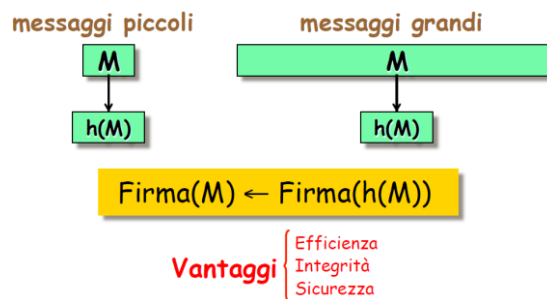 messaggi piccoli
messaggi grandi
M
M
h(M)
h(M)
Firma(M) ← Firma(h(M))
Vantaggi
Efficienza
Integrità
Sicurezza